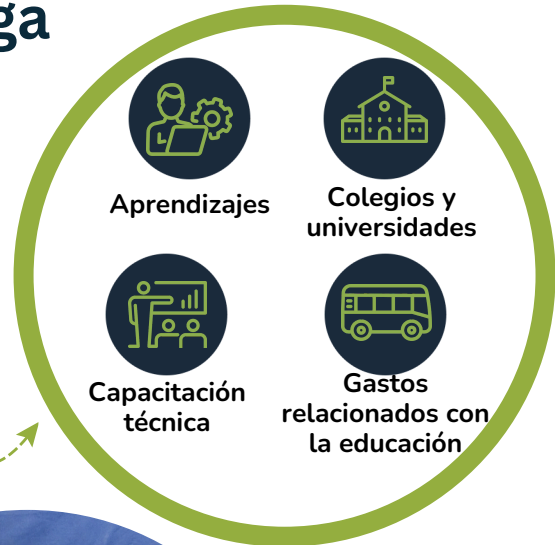 ga
Aprendizajes
Colegios y
universidades
Capacitación
técnica
Gastos
relacionados con
la educación